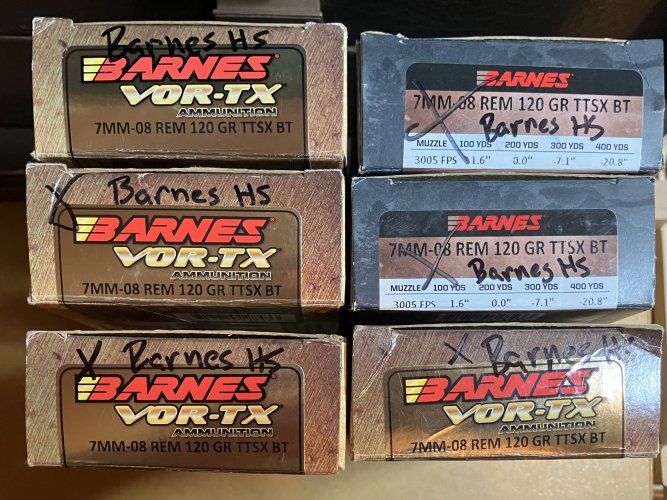 Barnes HS
BARNES
VOR-TX
AMMUNITION
7MM-08 REM 120 GR TTSX BT
X Barnes HS
BARNES
VOR-TX
AMMUNITION
7MM-08 REM 120 GR TTSX BT
X Barnes HS
BARNES
VOR-TX
AMMUNITION
7MM-08 REM 120 GR TTSX BT
BARNES
7MM-08 REM 120 GR TTSX BT
X Barnes HS
MUZZLE 100 YDS 200 YDS 300 YDS 400 YDS
3005 FPS 1.6" 0.0" -7.1" -20.8"
BARNES
7MM-08 REM 120 GR TTSX BT
X Barnes HS
MUZZLE 100 YDS 200 YDS 300 YDS 400 YDS
3005 FPS 1.6" 0.0" -7.1" -20.8"
X Barnes HS
BARNES
VOR-TX
AMMUNITION
7MM-08 REM 120 GR TTSX BT